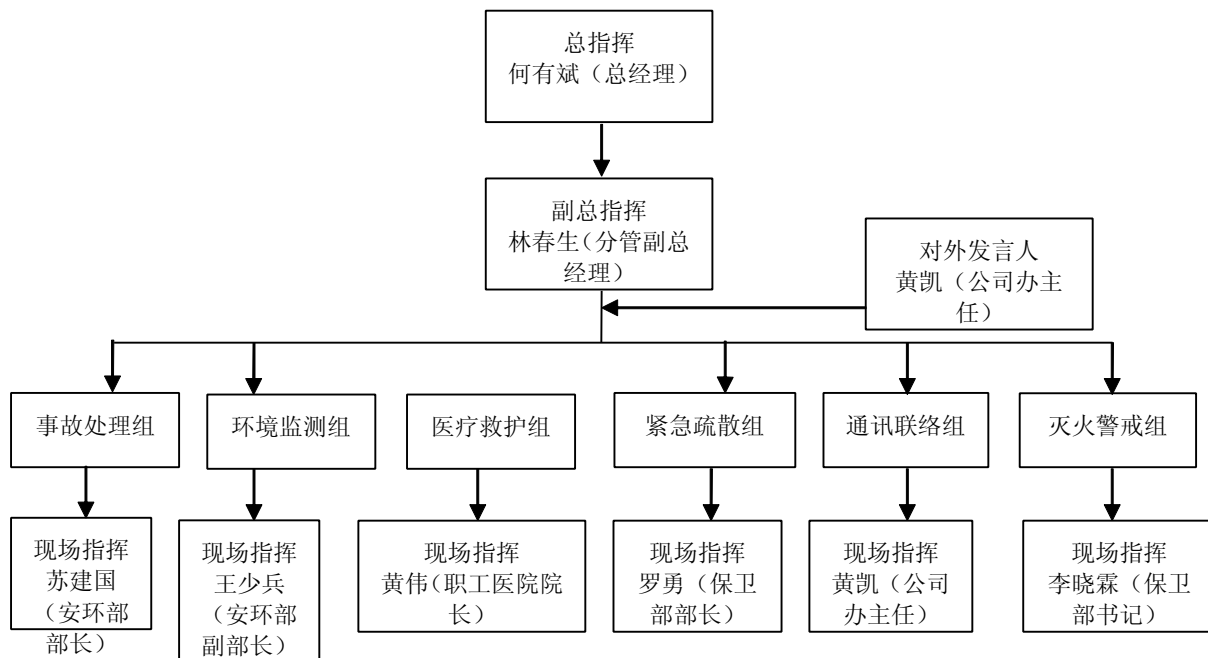 总指挥
何有斌（总经理）
副总指挥
林春生（分管副总
经理）
对外发言人
黄凯（公司办主
任）
事故处理组
环境监测组
医疗救护组
紧急疏散组
通讯联络组
灭火警戒组
现场指挥
苏建国
（安环部
部长）
现场指挥
王少兵
（安环部
副部长）
现场指挥
黄伟（职工医院院
长）
现场指挥
罗勇（保卫
部部长）
现场指挥
黄凯（公司
办主任）
现场指挥
李晓霖（保卫
部书记）